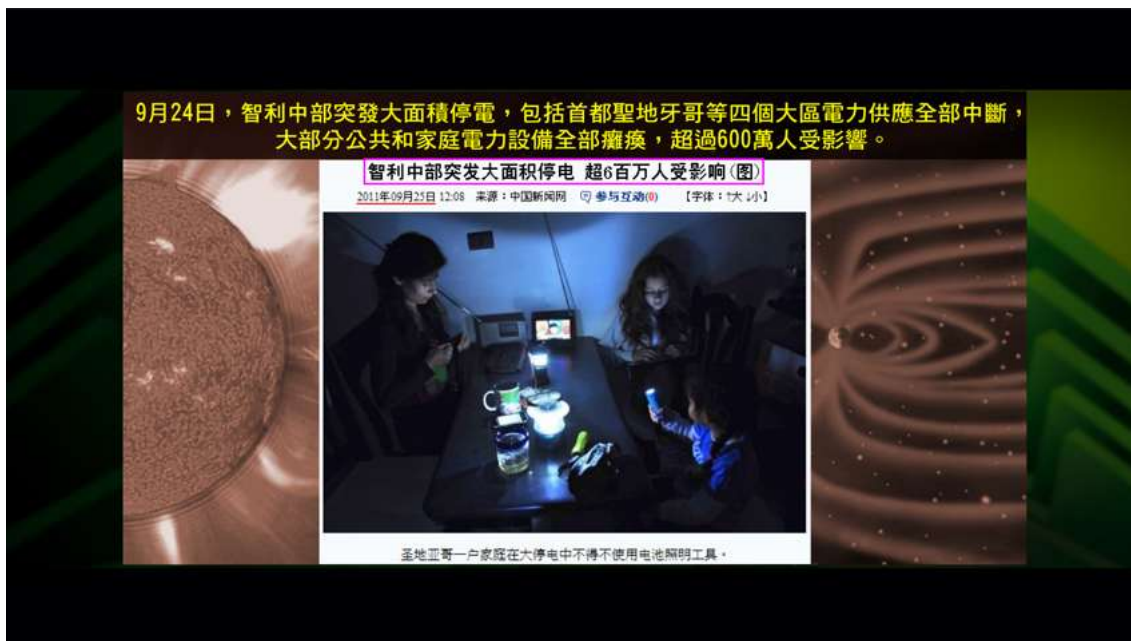 9月24日，智利中部突發大面積停電，包括首都聖地牙哥等四個大區電力供應全部中斷，
大部分公共和家庭電力設備全部癱瘓，超過600萬人受影響。
智利中部突发大面积停电 超6百万人受影响(图)
2011年09月25日 12:08 来源：中国新闻网 参与互动(0) 【字体：↑大 ↓小】
圣地亚哥一户家庭在大停电中不得不使用电池照明工具。